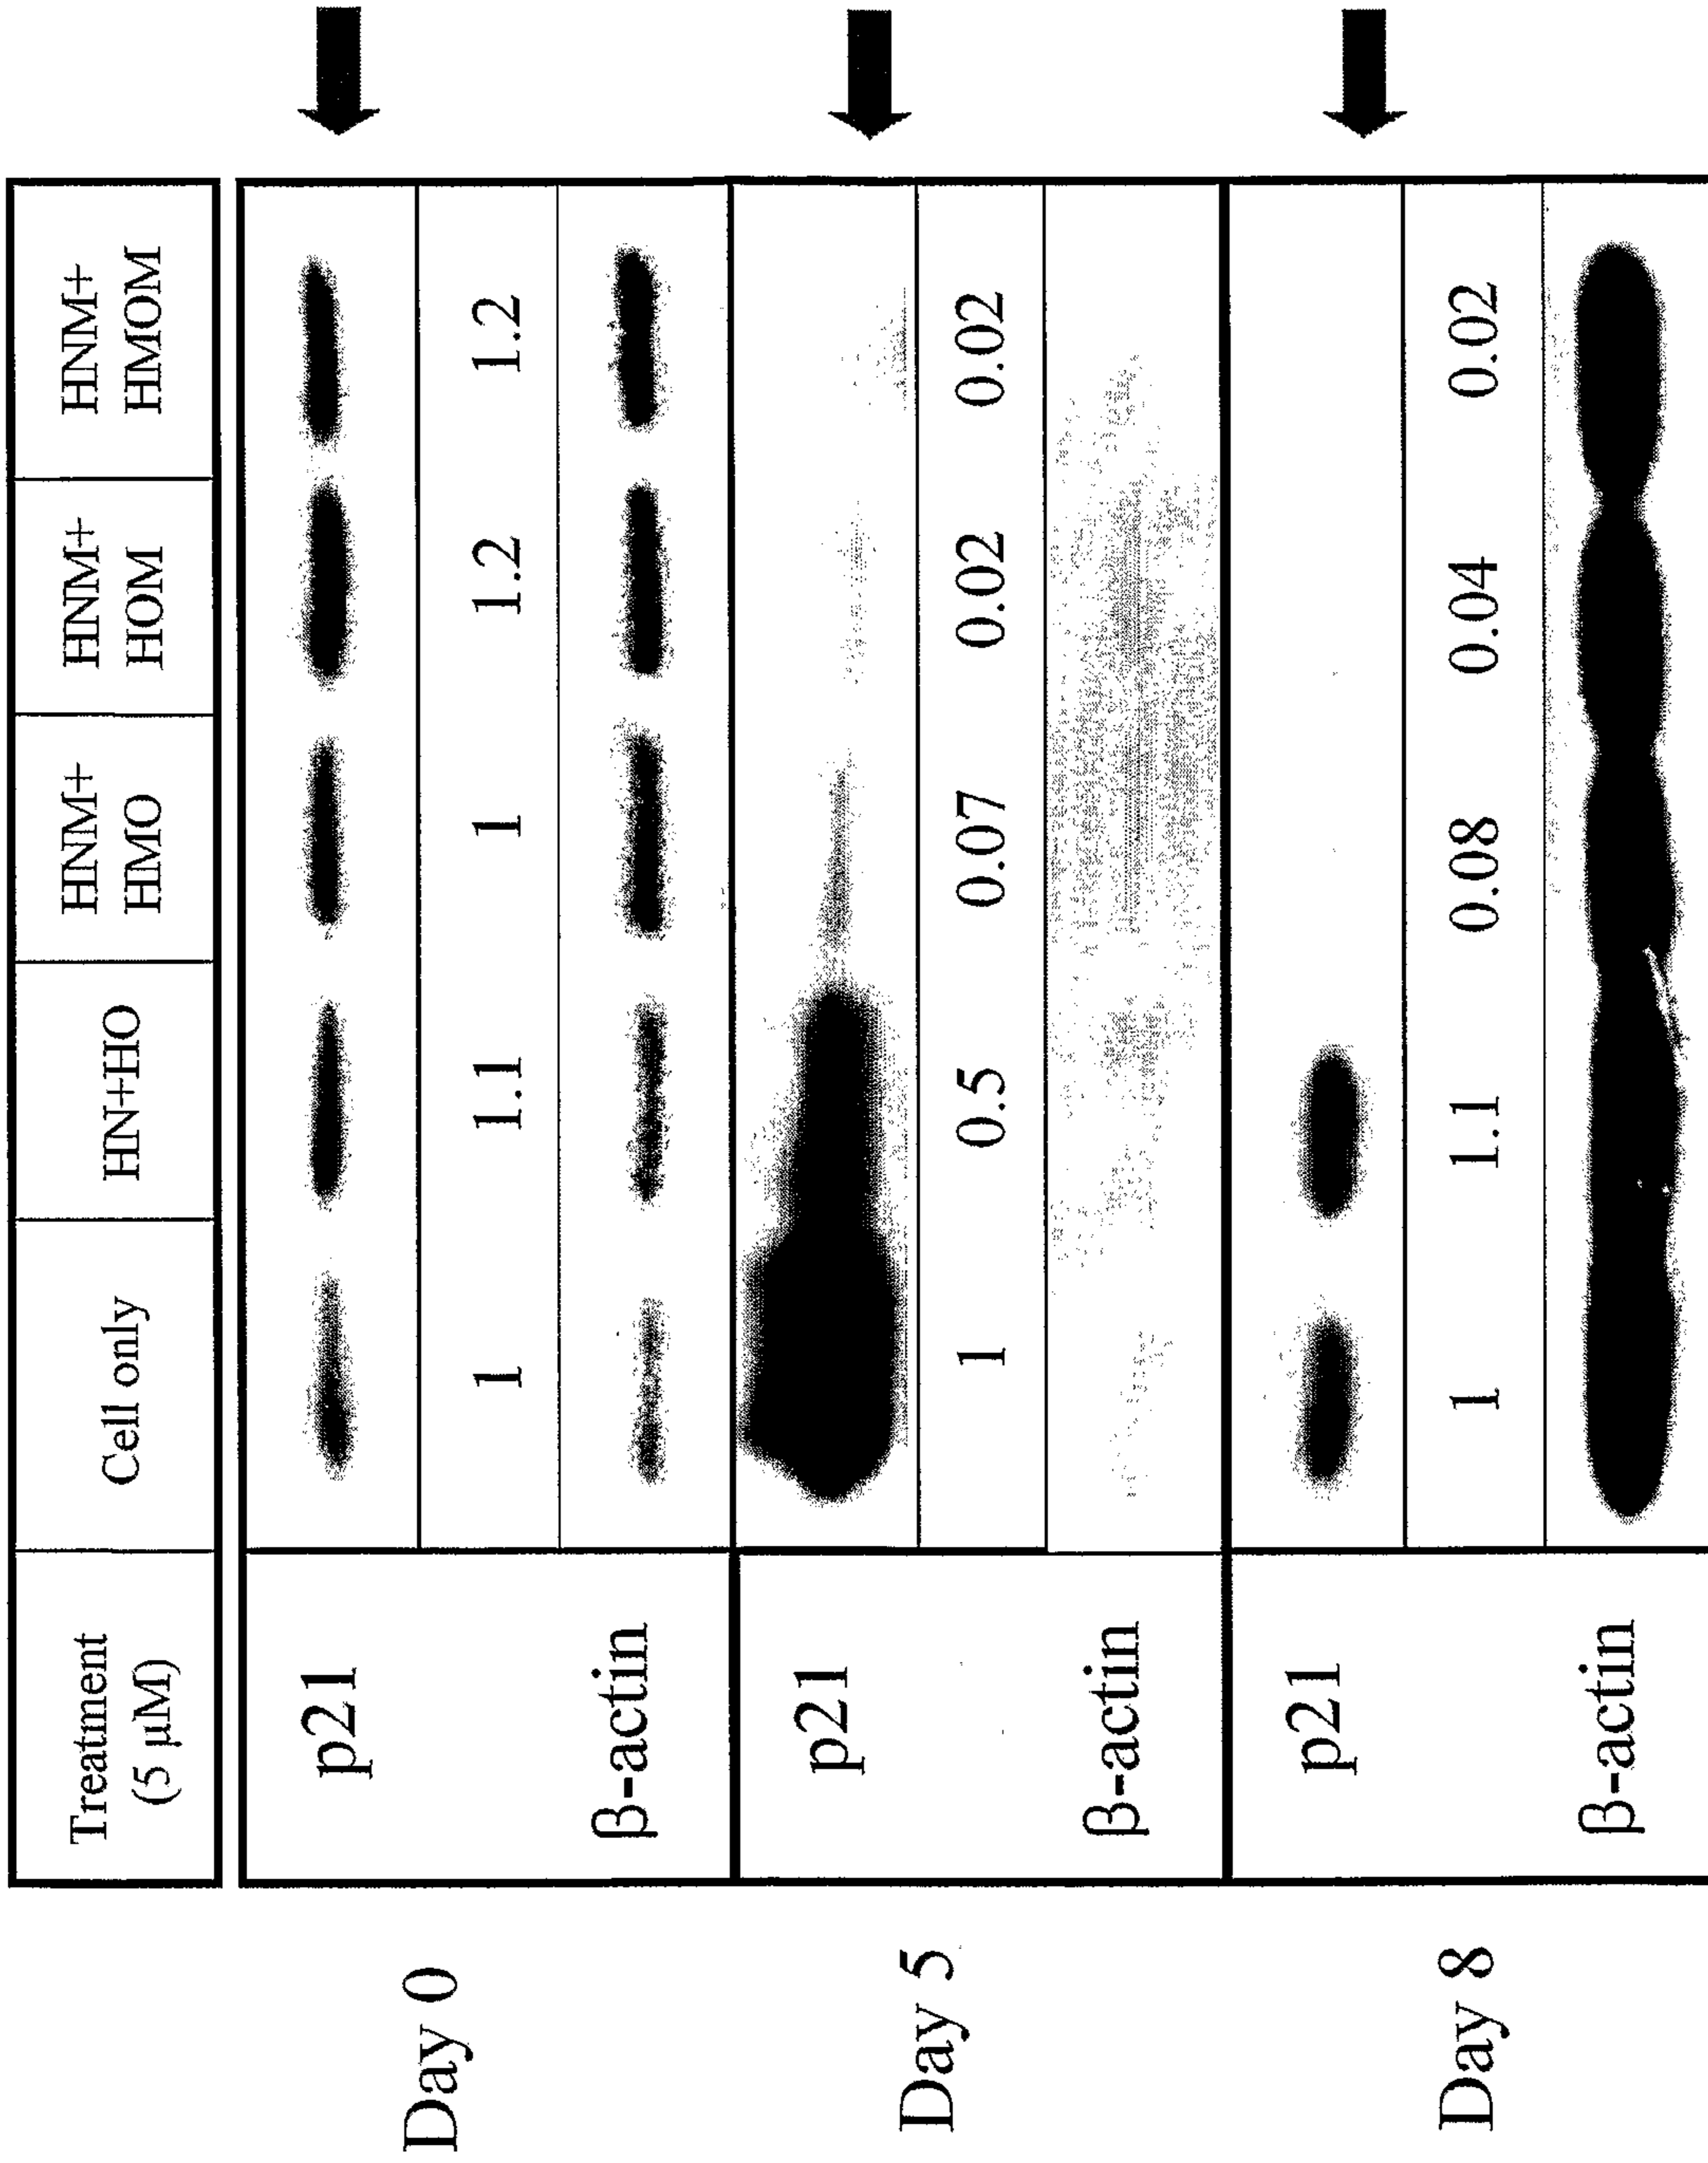 Treatment
(5 μM)
Cell only
HN+HO
HNM+
HMO
HNM+
HOM
HNM+
HMOM
Day 0
p21
1
1.1
1
1.2
1.2
β-actin
Day 5
p21
1
0.5
0.07
0.02
0.02
β-actin
Day 8
p21
1
1.1
0.08
0.04
0.02
β-actin